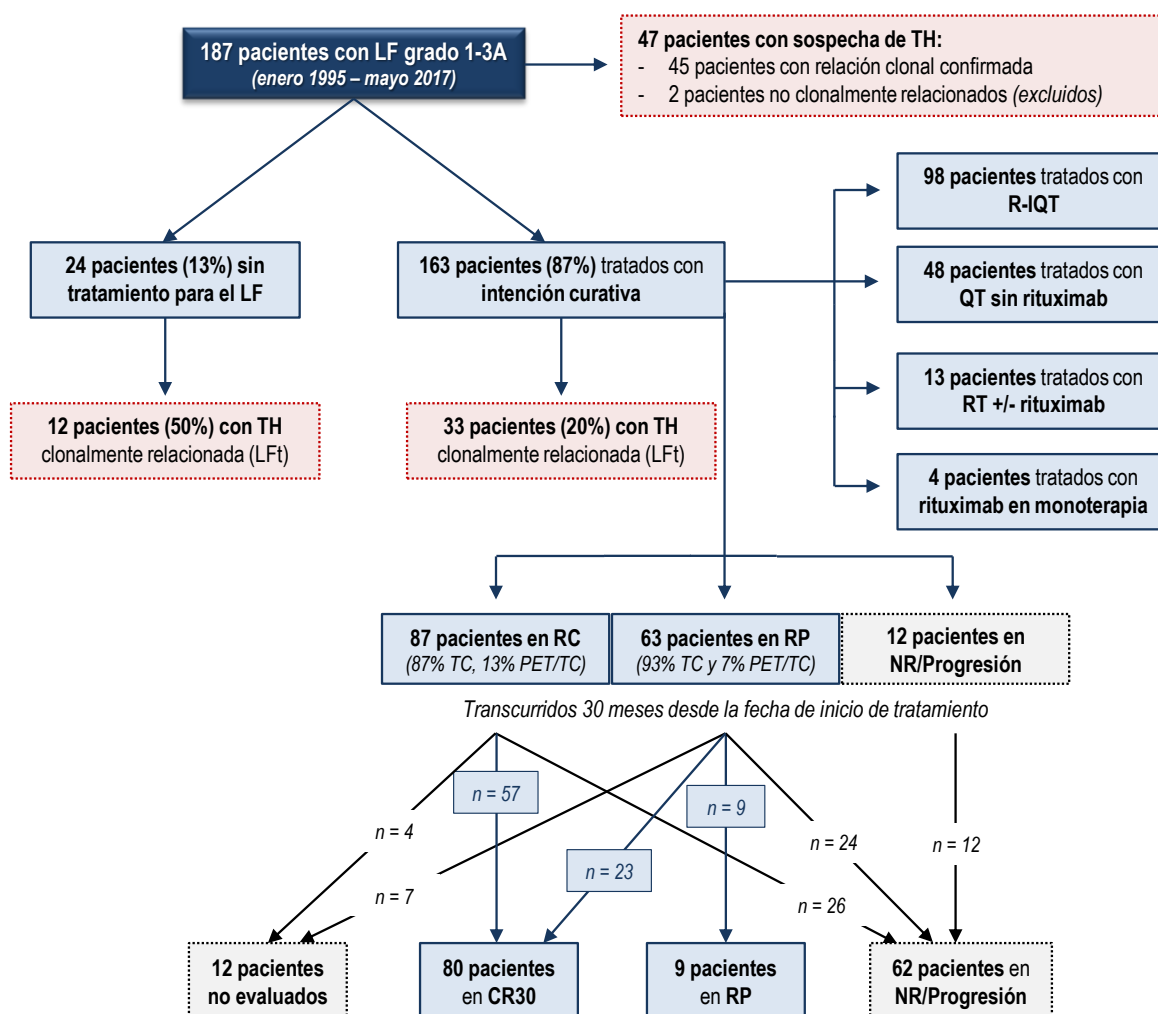 187 pacientes con LF grado 1-3A
(enero 1995 – mayo 2017)
47 pacientes con sospecha de TH:
- 45 pacientes con relación clonal confirmada
- 2 pacientes no clonalmente relacionados (excluidos)
98 pacientes tratados con
R-IQT
24 pacientes (13%) sin
tratamiento para el LF
163 pacientes (87%) tratados con
intención curativa
48 pacientes tratados con
QT sin rituximab
13 pacientes tratados con
RT +/- rituximab
12 pacientes (50%) con TH
clonalmente relacionada (LFt)
33 pacientes (20%) con TH
clonalmente relacionada (LFt)
4 pacientes tratados con
rituximab en monoterapia
87 pacientes en RC
(87% TC, 13% PET/TC)
63 pacientes en RP
(93% TC y 7% PET/TC)
12 pacientes en
NR/Progresión
Transcurridos 30 meses desde la fecha de inicio de tratamiento
n = 57
n = 9
n = 4
n = 24
n = 12
n = 23
n = 7
n = 26
12 pacientes
no evaluados
80 pacientes
en CR30
9 pacientes
en RP
62 pacientes en
NR/Progresión